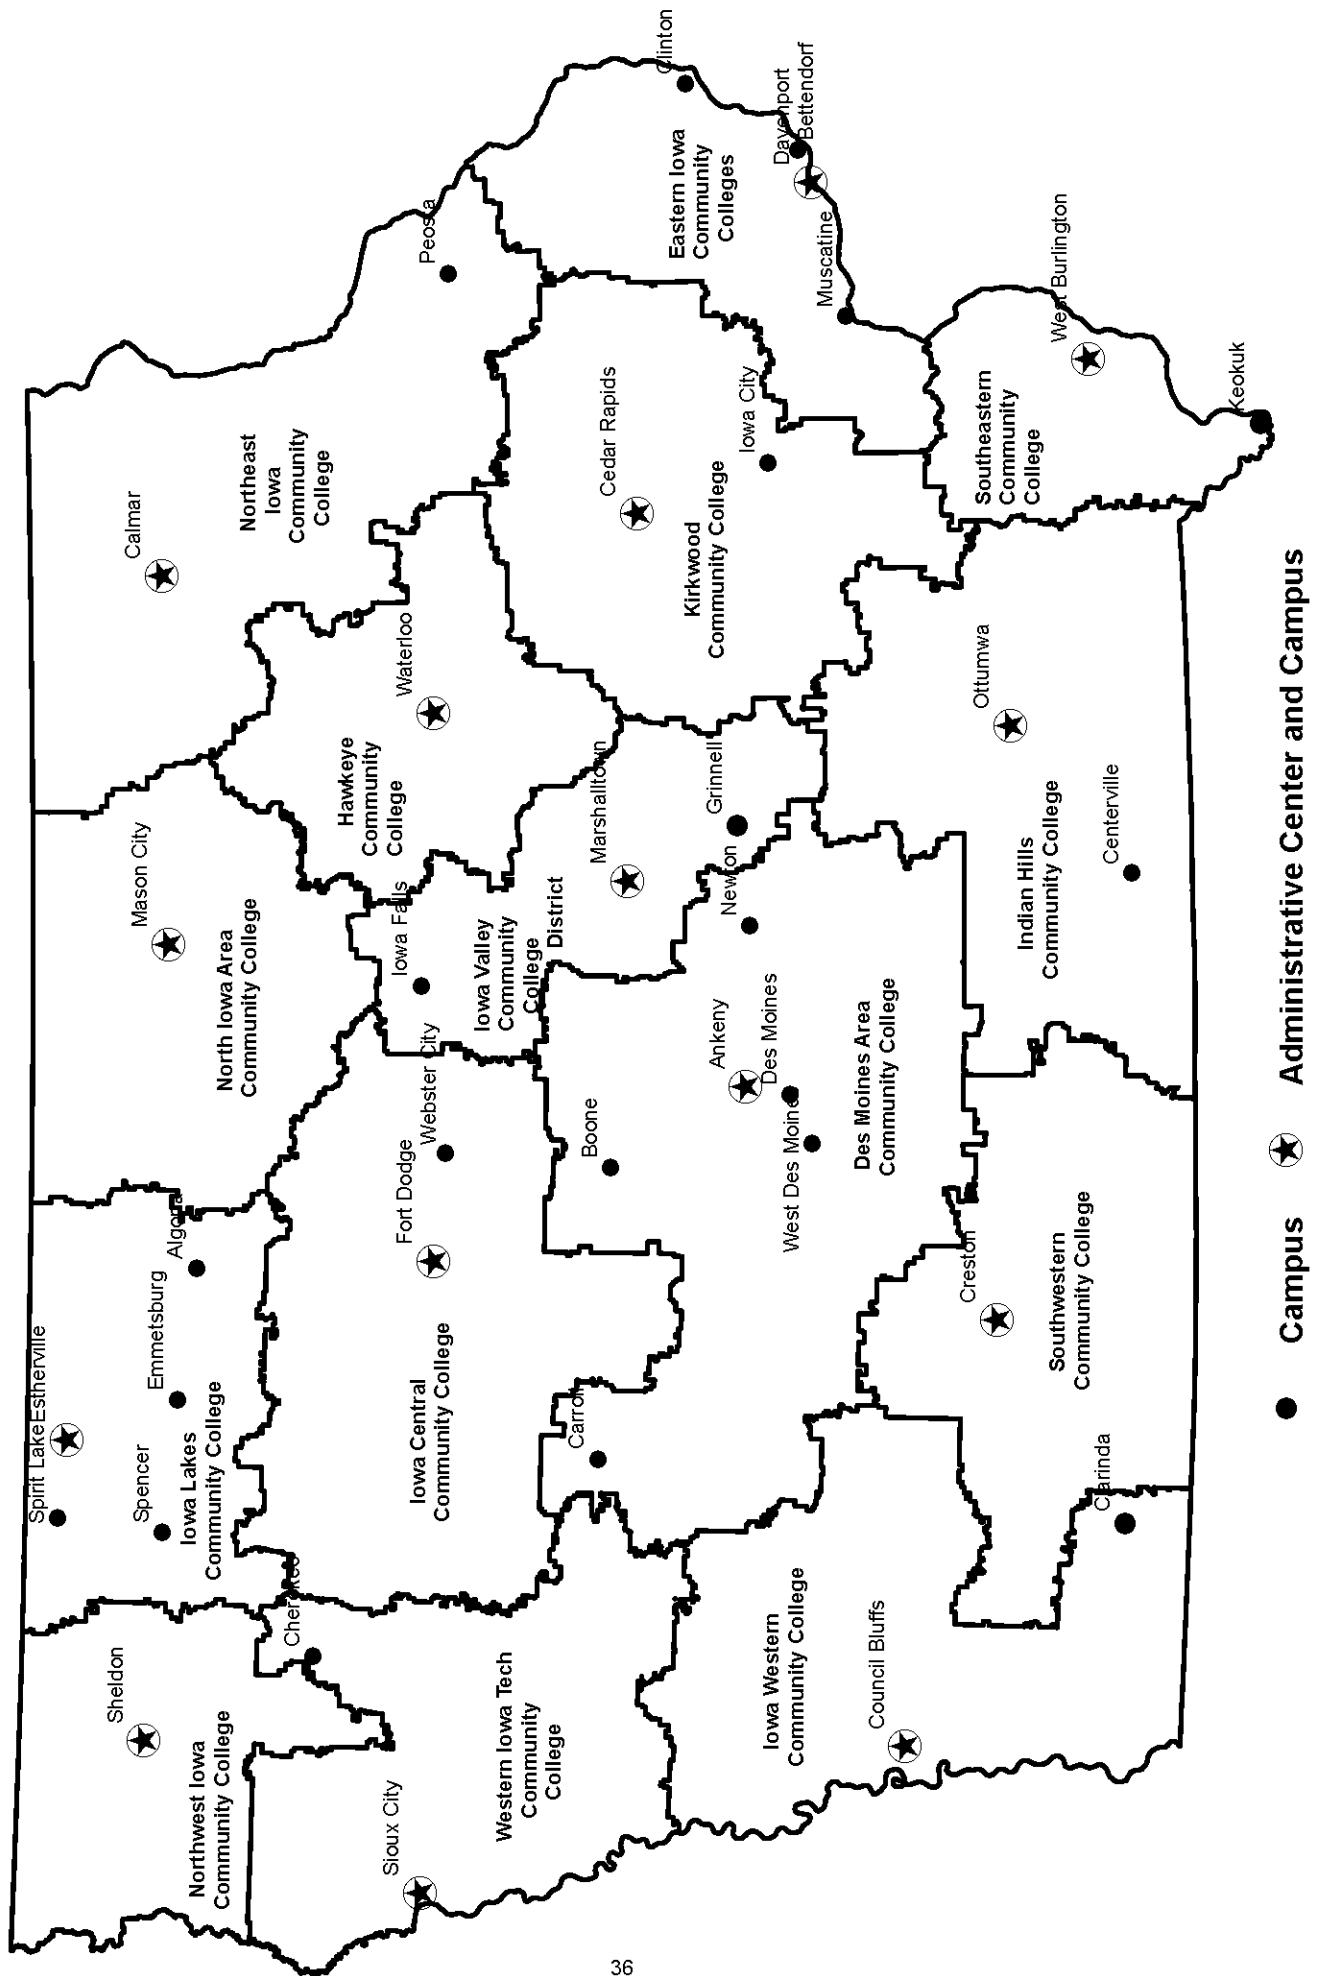 Spirit Lake
Estherville
Spencer
Emmetsburg
Algona
Iowa Lakes
Community College
Sheldon
Northwest Iowa
Community College
Mason City
North Iowa Area
Community College
Calmar
Northeast
Iowa
Community
College
Peosta
Cherokee
Sioux City
Western Iowa Tech
Community
College
Fort Dodge
Webster City
Iowa Central
Community College
Iowa Falls
Iowa Valley
Community
College
District
Marshalltown
Grinnell
Hawkeye
Community
College
Waterloo
Cedar Rapids
Kirkwood
Community College
Iowa City
Clinton
Eastern Iowa
Community
Colleges
Davenport
Bettendorf
Muscatine
Carroll
Boone
Ankeny
Des Moines
West Des Moines
Newton
Des Moines Area
Community College
Iowa Western
Community College
Council Bluffs
Clarinda
Creston
Southwestern
Community College
Ottumwa
Indian Hills
Community College
Centerville
Southeastern
Community
College
West Burlington
Keokuk
Campus
Administrative Center and Campus
36